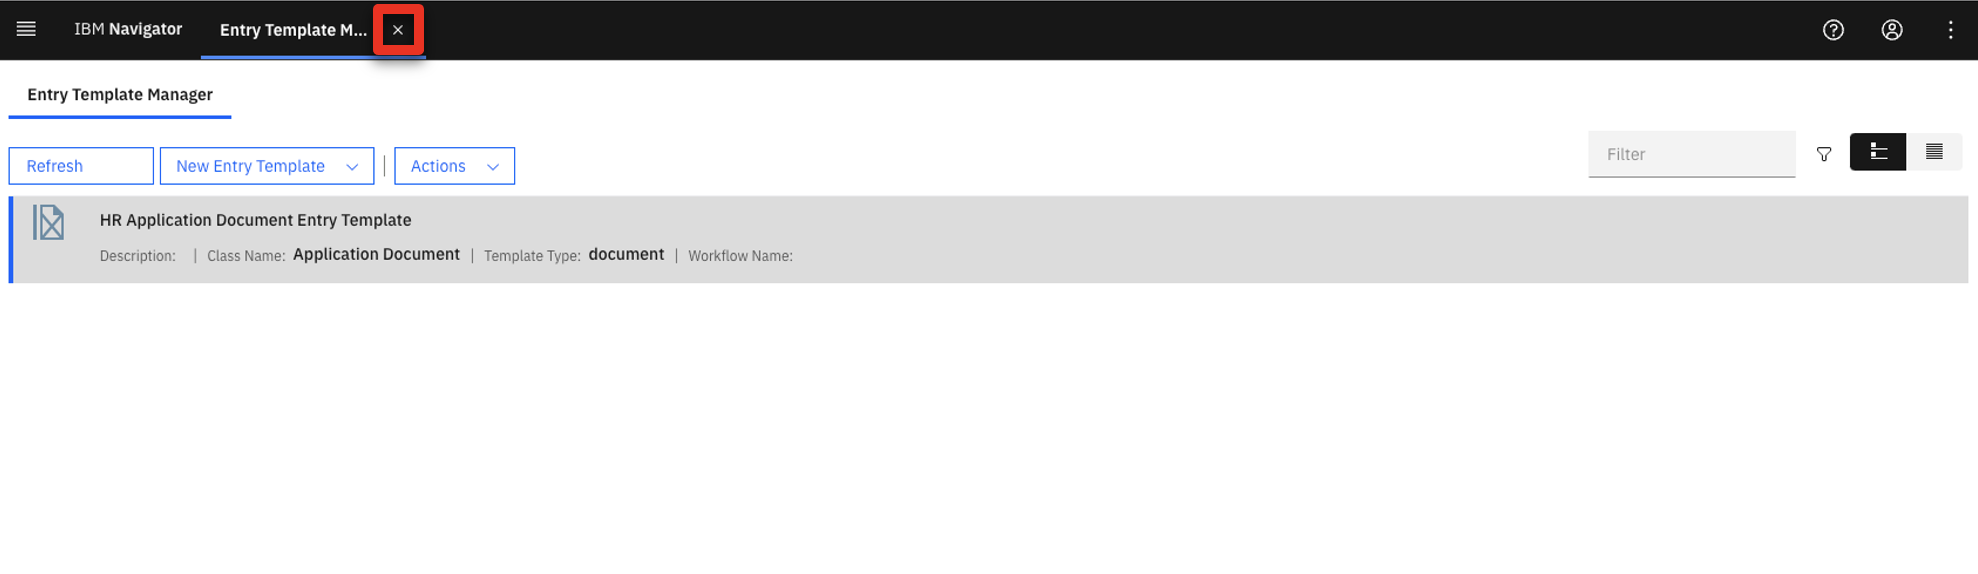 IBM Navigator Entry Template M...
Entry Template Manager
Refresh New Entry Template | Actions Filter
HR Application Document Entry Template
Description: | Class Name: Application Document | Template Type: document | Workflow Name: